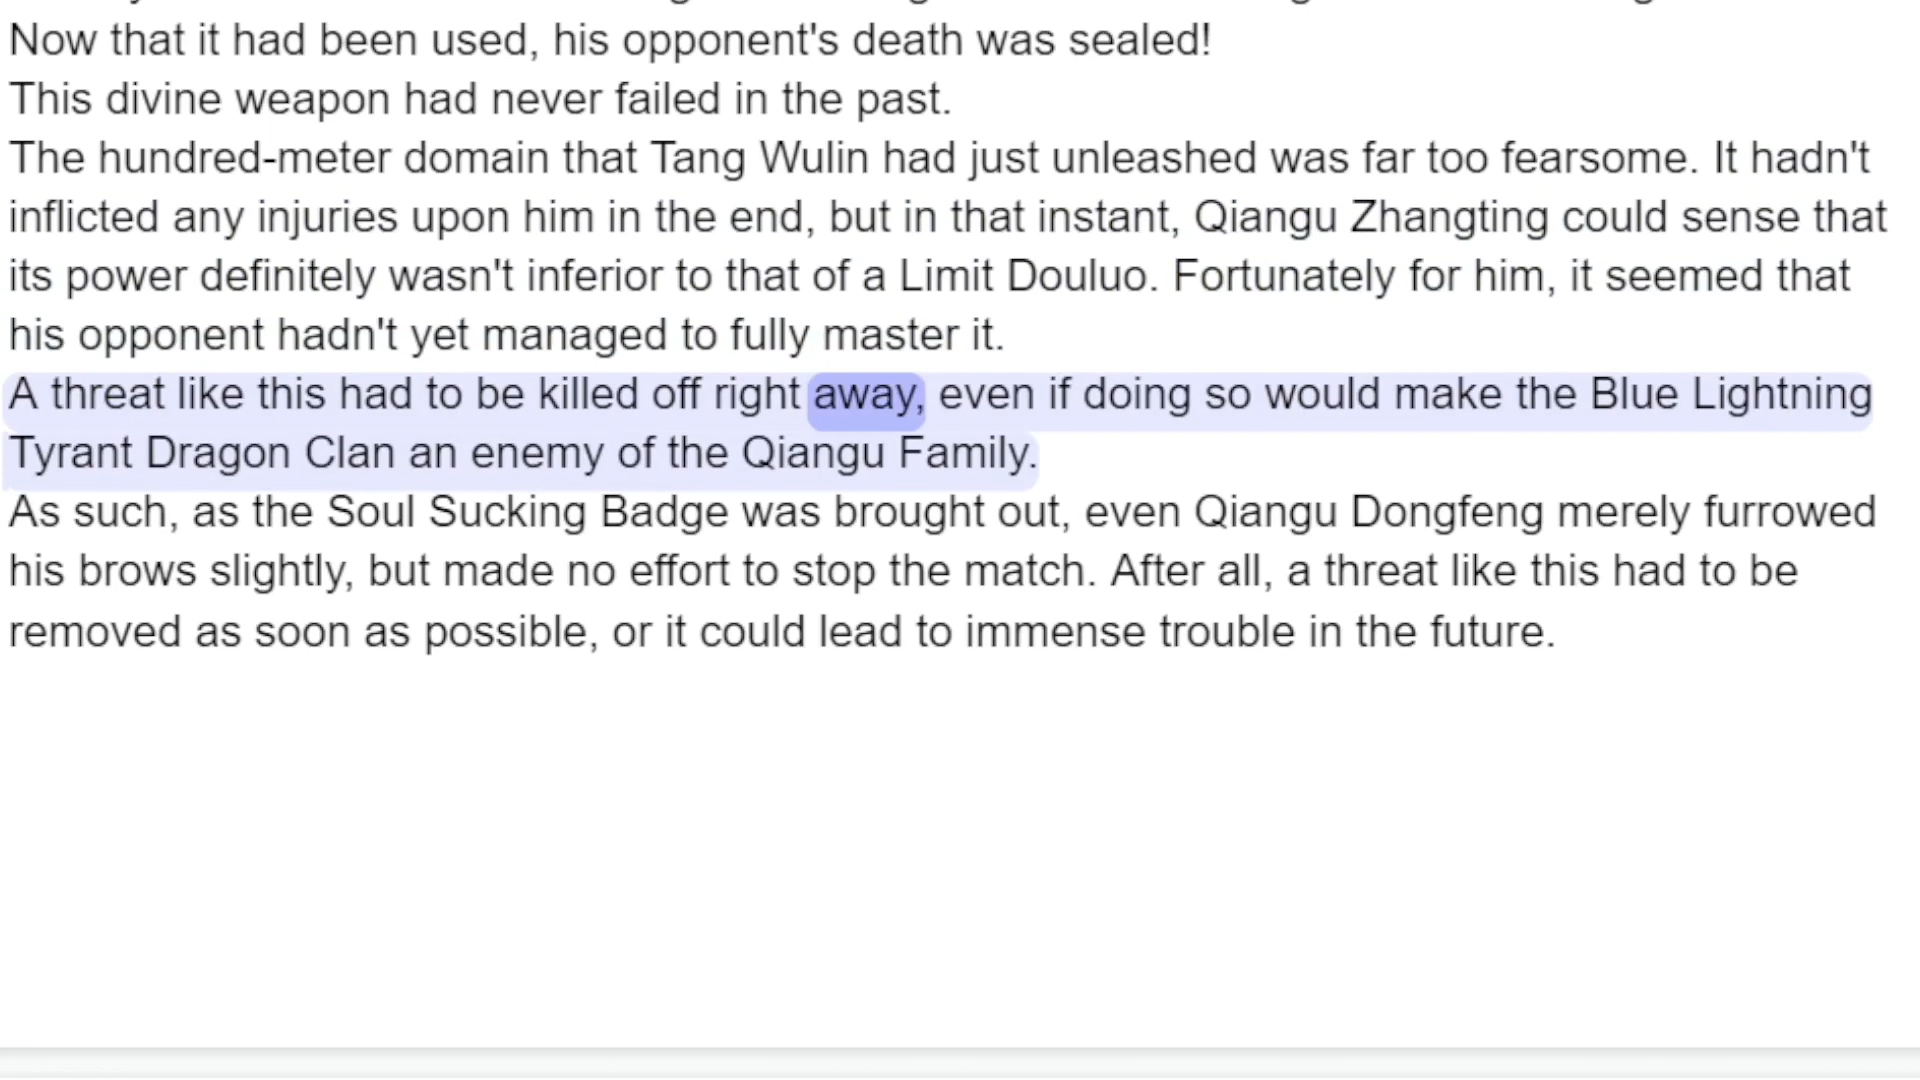 Now that it had been used, his opponent's death was sealed!
This divine weapon had never failed in the past.
The hundred-meter domain that Tang Wulin had just unleashed was far too fearsome. It hadn't
inflicted any injuries upon him in the end, but in that instant, Qiangu Zhangting could sense that
its power definitely wasn't inferior to that of a Limit Douluo. Fortunately for him, it seemed that
his opponent hadn't yet managed to fully master it.
A threat like this had to be killed off right away, even if doing so would make the Blue Lightning
Tyrant Dragon Clan an enemy of the Qiangu Family.
As such, as the Soul Sucking Badge was brought out, even Qiangu Dongfeng merely furrowed
his brows slightly, but made no effort to stop the match. After all, a threat like this had to be
removed as soon as possible, or it could lead to immense trouble in the future.